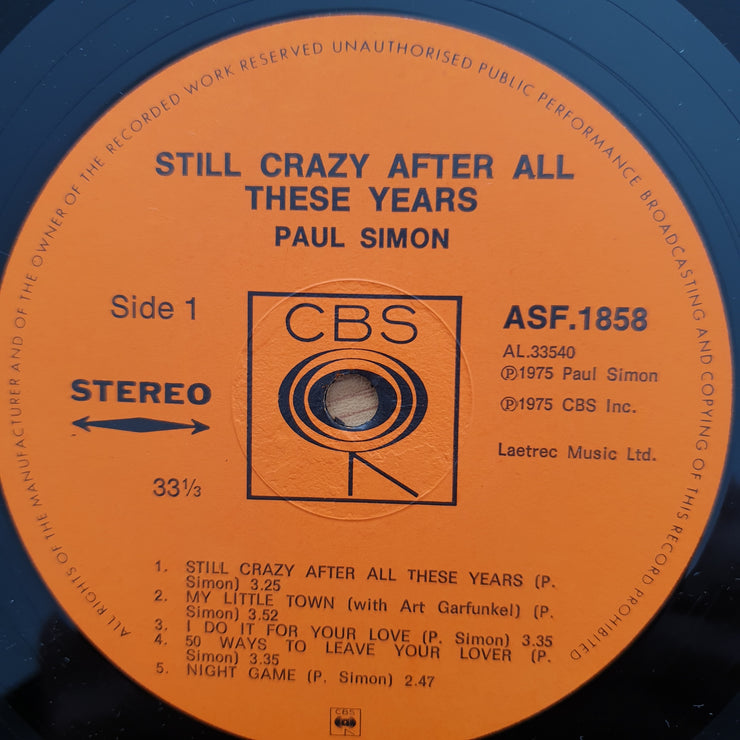 ALL RIGHTS OF THE MANUFACTURER AND OF THE OWNER OF THE RECORDED WORK RESERVED UNAUTHORISED PUBLIC PERFORMANCE BROADCASTING AND COPYING OF THIS RECORD PROHIBITED
STILL CRAZY AFTER ALL
THESE YEARS
PAUL SIMON
Side 1
CBS
ASF.1858
AL.33540
℗1975 Paul Simon
℗1975 CBS Inc.
STEREO
Laetrec Music Ltd.
33⅓
1. STILL CRAZY AFTER ALL THESE YEARS (P.
Simon) 3.25
2. MY LITTLE TOWN (with Art Garfunkel) (P.
Simon) 3.52
3. I DO IT FOR YOUR LOVE (P. Simon) 3.35
4. 50 WAYS TO LEAVE YOUR LOVER (P.
Simon) 3.35
5. NIGHT GAME (P. Simon) 2.47
CBS